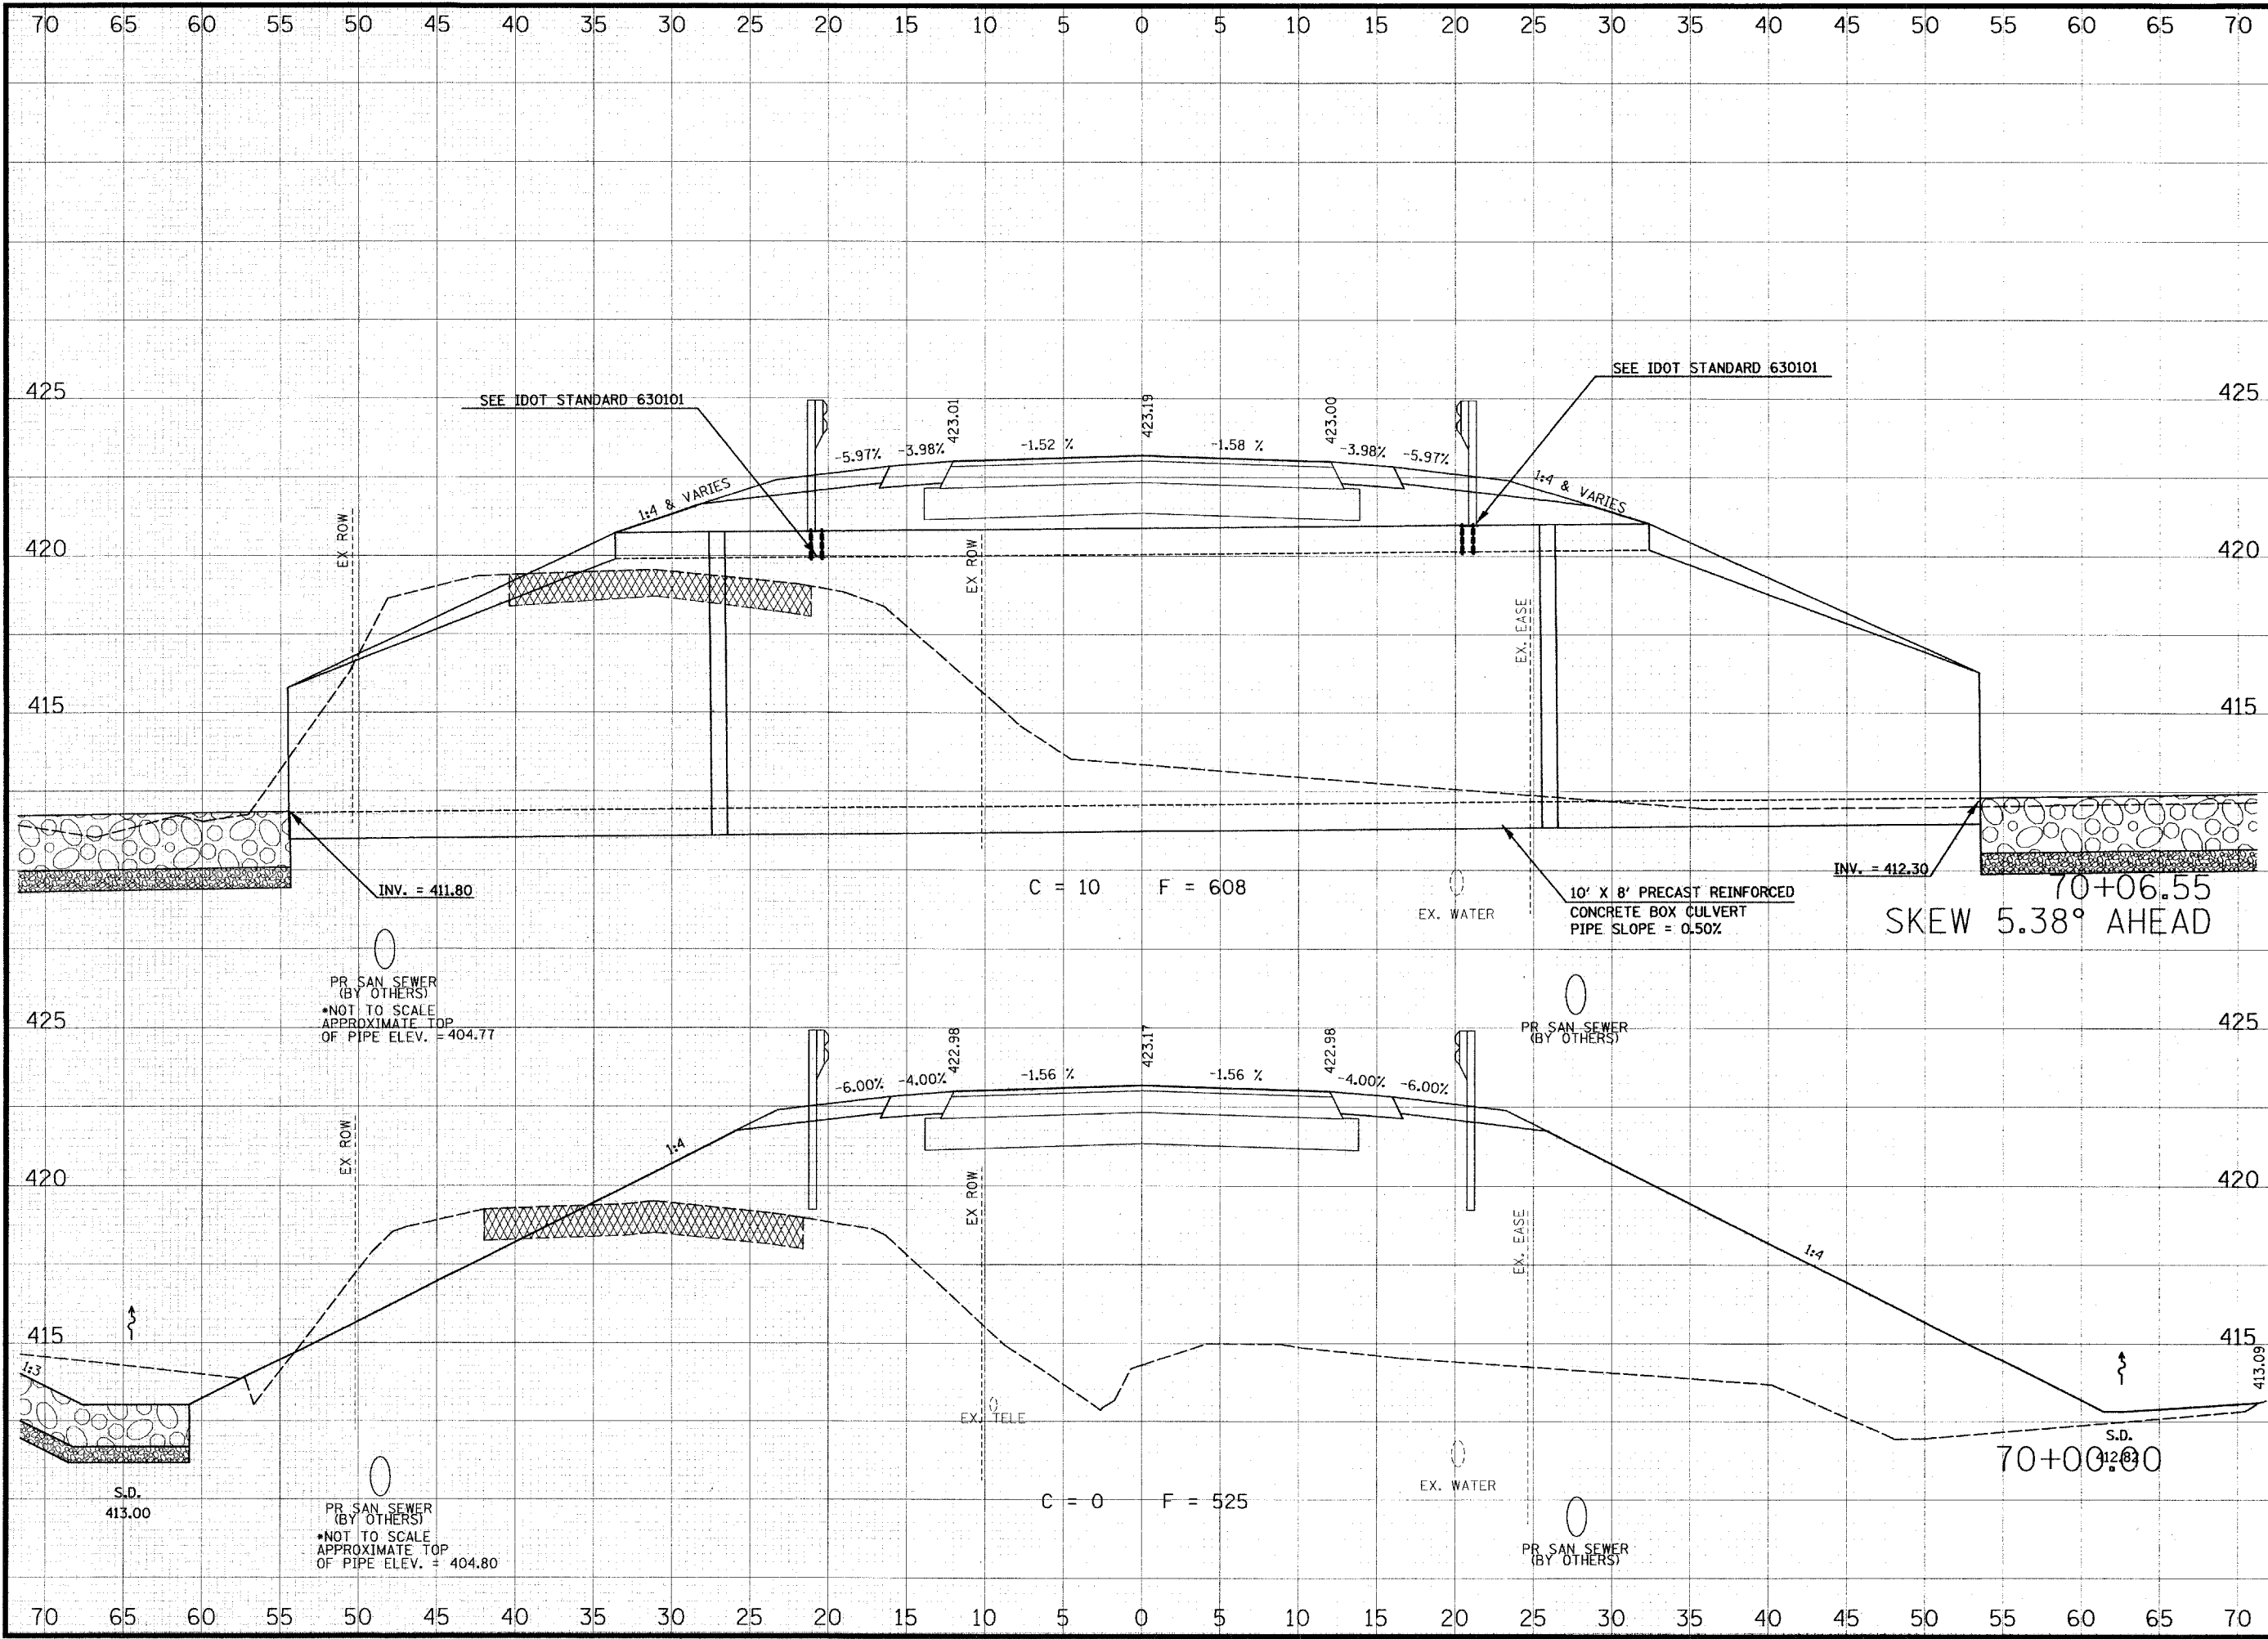 70 65 60 55 50 45 40 35 30 25 20 15 10 5 0 5 10 15 20 25 30 35 40 45 50 55 60 65 70
SEE IDOT STANDARD 630101
425 SEE IDOT STANDARD 630101 425
423.01 423.19 423.00
-5.97% -3.98% -1.52 % -1.58 % -3.98% -5.97%
1:4 & VARIES 1:4 & VARIES
EX ROW EX ROW EX. EASE
420 420
415 415
INV. = 411.80
C = 10 F = 608
EX. WATER
10' X 8' PRECAST REINFORCED
CONCRETE BOX CULVERT
PIPE SLOPE = 0.50%
INV. = 412.30
70+06.55
SKEW 5.38° AHEAD
PR SAN SEWER
(BY OTHERS)
*NOT TO SCALE
APPROXIMATE TOP
OF PIPE ELEV. = 404.77
PR SAN SEWER
(BY OTHERS)
425 425
422.98 423.17 422.98
-6.00% -4.00% -1.56 % -1.56 % -4.00% -6.00%
EX ROW 1:4 EX ROW EX. EASE 1:4
420 420
415 415
1:3
413.09
EX. TELE
EX. WATER
S.D.
412.82
70+00.00
S.D.
413.00
C = 0 F = 525
PR SAN SEWER
(BY OTHERS)
*NOT TO SCALE
APPROXIMATE TOP
OF PIPE ELEV. = 404.80
PR SAN SEWER
(BY OTHERS)
70 65 60 55 50 45 40 35 30 25 20 15 10 5 0 5 10 15 20 25 30 35 40 45 50 55 60 65 70